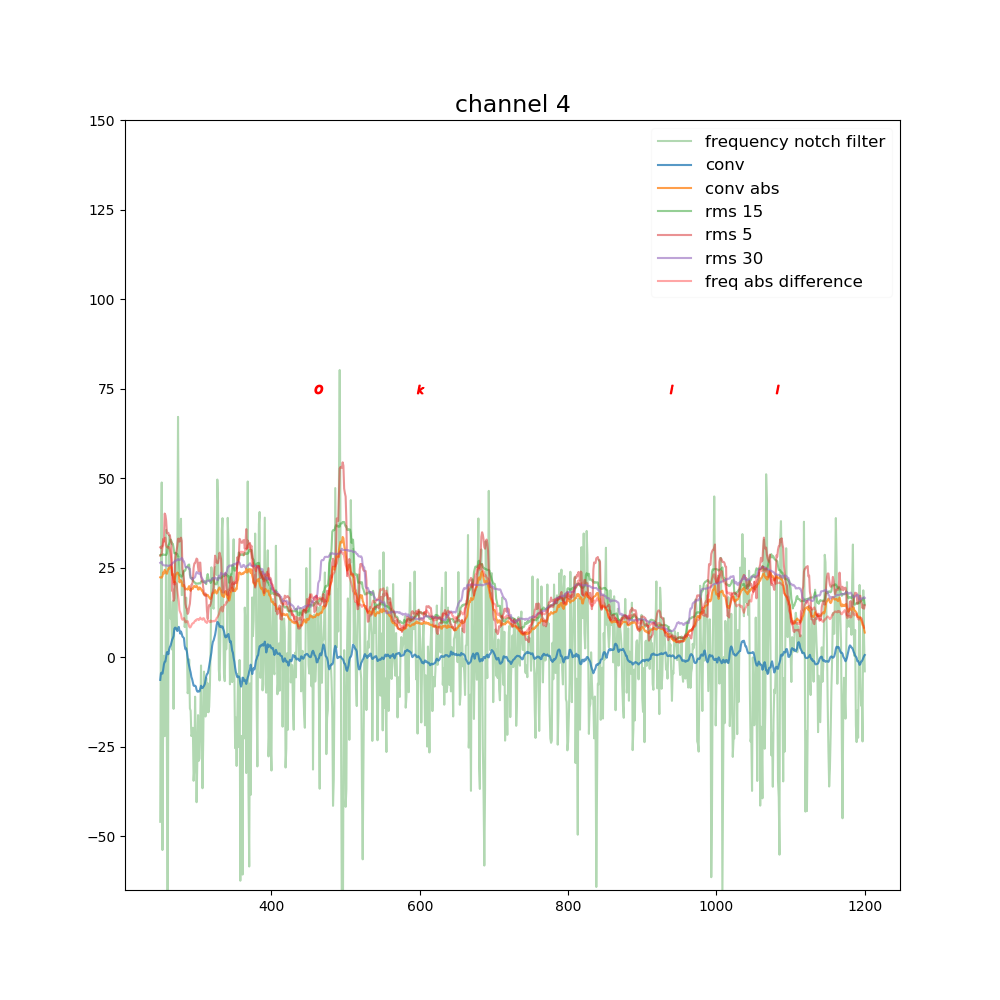 channel 4
150
125
100
75
50
25
0
−25
−50
frequency notch filter
conv
conv abs
rms 15
rms 5
rms 30
freq abs difference
o k l l
400 600 800 1000 1200